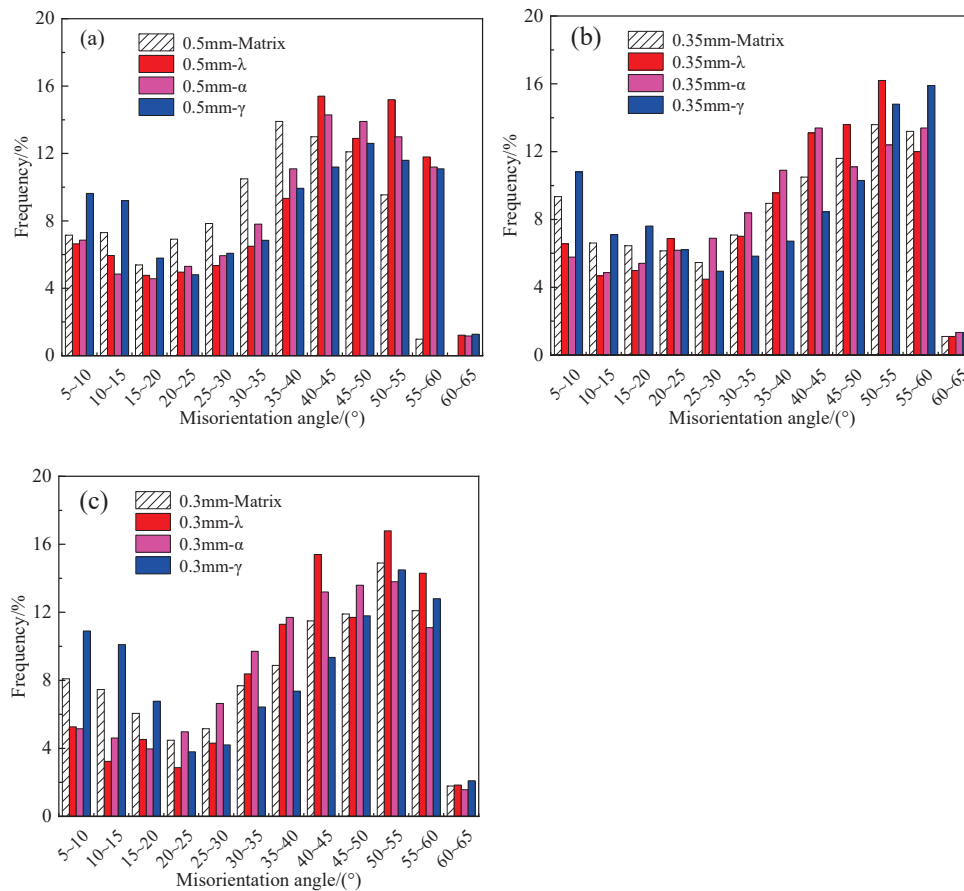 (a)
0.5mm-Matrix
0.5mm-λ
0.5mm-α
0.5mm-γ
20
16
12
8
4
0
Frequency/%
5~10 10~15 15~20 20~25 25~30 30~35 35~40 40~45 45~50 50~55 55~60 60~65
Misorientation angle/(°)
(b)
0.35mm-Matrix
0.35mm-λ
0.35mm-α
0.35mm-γ
20
16
12
8
4
0
Frequency/%
5~10 10~15 15~20 20~25 25~30 30~35 35~40 40~45 45~50 50~55 55~60 60~65
Misorientation angle/(°)
(c)
0.3mm-Matrix
0.3mm-λ
0.3mm-α
0.3mm-γ
20
16
12
8
4
0
Frequency/%
5~10 10~15 15~20 20~25 25~30 30~35 35~40 40~45 45~50 50~55 55~60 60~65
Misorientation angle/(°)